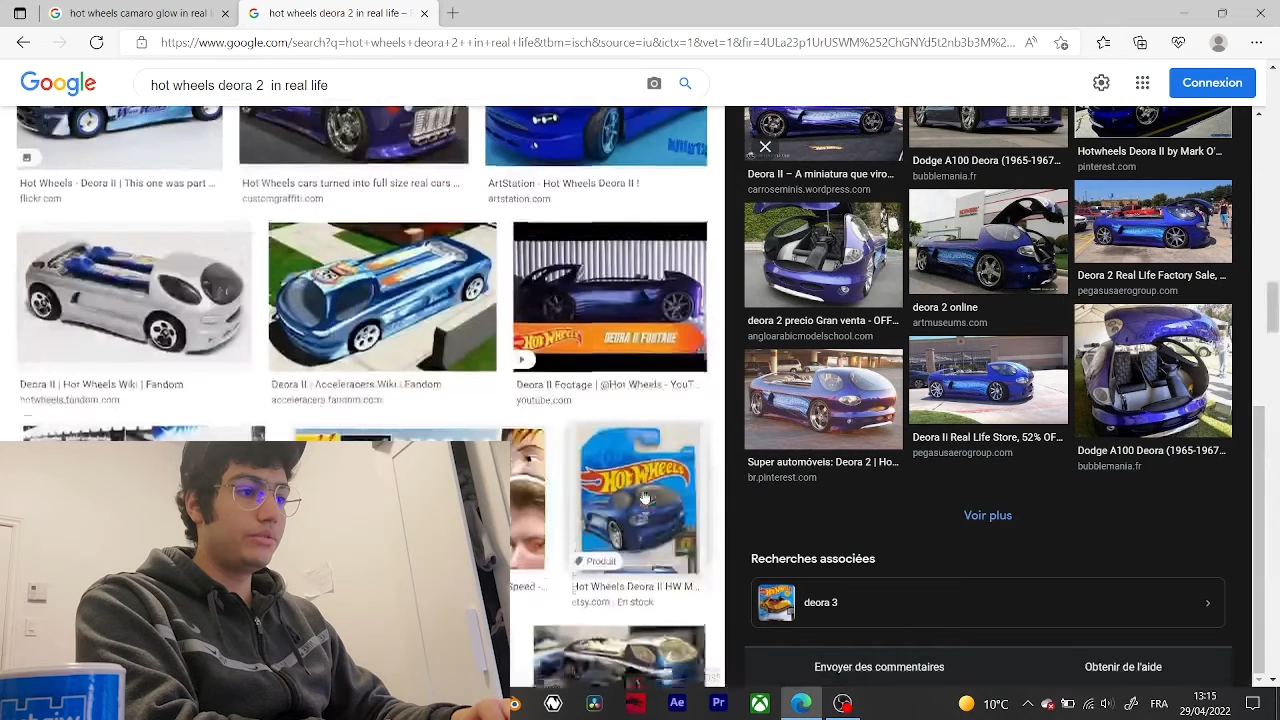 hot wheels camaro glow in real l
hot wheels deora 2 in real life –
https://www.google.com/search?q=hot+wheels+deora+2++in+real+life&tbm=isch&source=iu&ictx=1&vet=1&fir=4ULa23p1UrUSWM%252ChGNYd5t2nb3b3M%2...
Google
hot wheels deora 2 in real life
Connexion
Hot Wheels - Deora II | This one was part ...
flickr.com
Hot Wheels cars turned into full size real cars ...
customgraffiti.com
ArtStation - Hot Wheels Deora II !
artstation.com
Deora II – A miniatura que viro...
carroseminis.wordpress.com
Dodge A100 Deora (1965-1967...
bubblemania.fr
Hotwheels Deora II by Mark O'...
pinterest.com
HOT WHEELS
DEORA II FOOTAGE
Deora II | Hot Wheels Wiki | Fandom
hotwheels.fandom.com
Deora II | Acceleracers Wiki | Fandom
acceleracers.fandom.com
Deora II Footage | @Hot Wheels - YouT...
youtube.com
deora 2 precio Gran venta - OFF...
angloarabicmodelschool.com
deora 2 online
artmuseums.com
Deora 2 Real Life Factory Sale, ...
pegasusaerogroup.com
Super automóveis: Deora 2 | Ho...
br.pinterest.com
Deora II Real Life Store, 52% OF...
pegasusaerogroup.com
Dodge A100 Deora (1965-1967...
bubblemania.fr
Voir plus
HOT WHEELS
Produit
Speed -...
Hot Wheels Deora II HW M...
etsy.com · En stock
Recherches associées
deora 3
Envoyer des commentaires
Obtenir de l'aide
Ae
Pr
10°C
FRA
13:15
29/04/2022